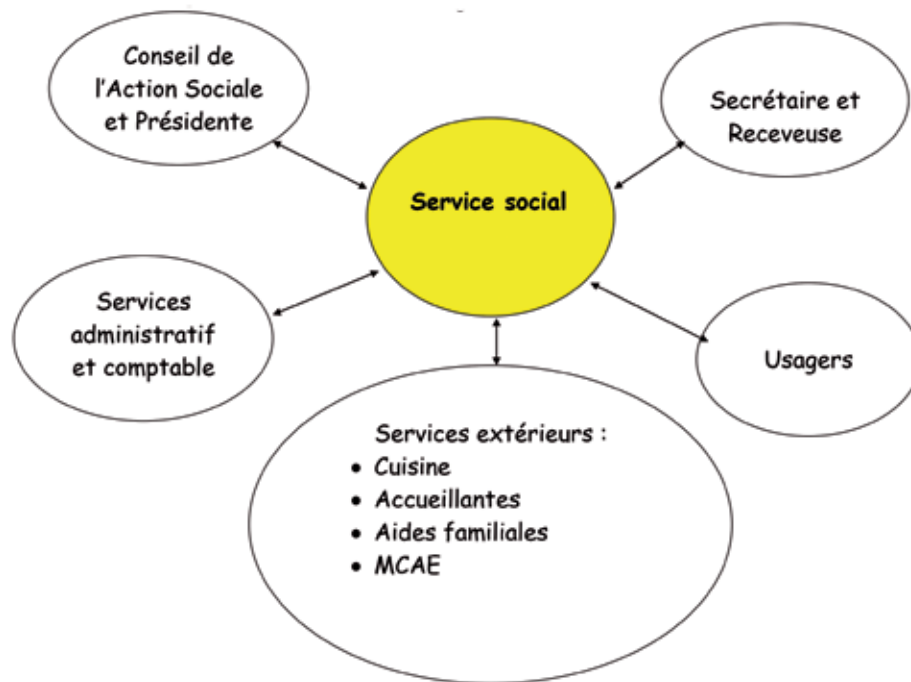 Conseil de
l'Action Sociale
et Présidente
Secrétaire et
Receveuse
Service social
Services
administratif
et comptable
Usagers
Services extérieurs :
• Cuisine
• Accueillantes
• Aides familiales
• MCAE